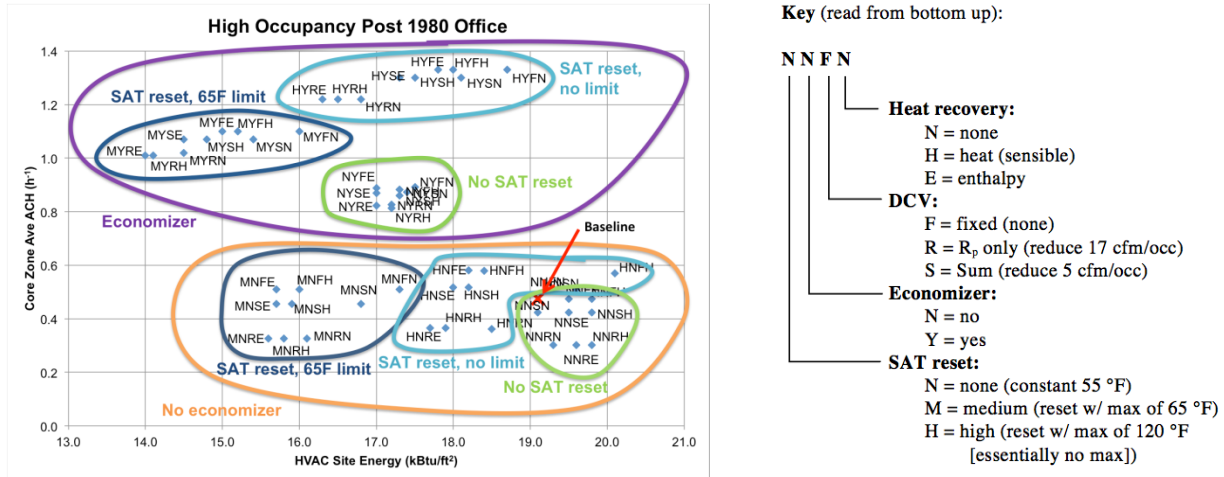 High Occupancy Post 1980 Office
Core Zone Ave ACH (h⁻¹)
1.4
1.2
1.0
0.8
0.6
0.4
0.2
0.0
HYFE HYFH
HYSE HYSH HYSN HYFN
HYRE HYRH
HYRN
SAT reset,
no limit
SAT reset, 65F limit
MYFE MYFH
MYSE MYFN
MYSH MYSN
MYRE MYRN
MYRH
NYFE NYFN
NYSE
NYSH
NYRE NYRN
NYRH
No SAT reset
Economizer
Baseline
MNFE MNFH MNFN
MNSE MNSH MNSN
MNRE MNRN
MNRH
HNFE HNFH
HNSE HNSH
HNRH
HNRE HNRN
NNSN
NNSE NNSH
NNRN NNRH
NNRE
SAT reset, 65F limit
SAT reset, no limit
No SAT reset
No economizer
13.0 14.0 15.0 16.0 17.0 18.0 19.0 20.0 21.0
HVAC Site Energy (kBtu/ft²)
Key (read from bottom up):
N N F N
Heat recovery:
N = none
H = heat (sensible)
E = enthalpy
DCV:
F = fixed (none)
R = Rₚ only (reduce 17 cfm/occ)
S = Sum (reduce 5 cfm/occ)
Economizer:
N = no
Y = yes
SAT reset:
N = none (constant 55 °F)
M = medium (reset w/ max of 65 °F)
H = high (reset w/ max of 120 °F
[essentially no max])